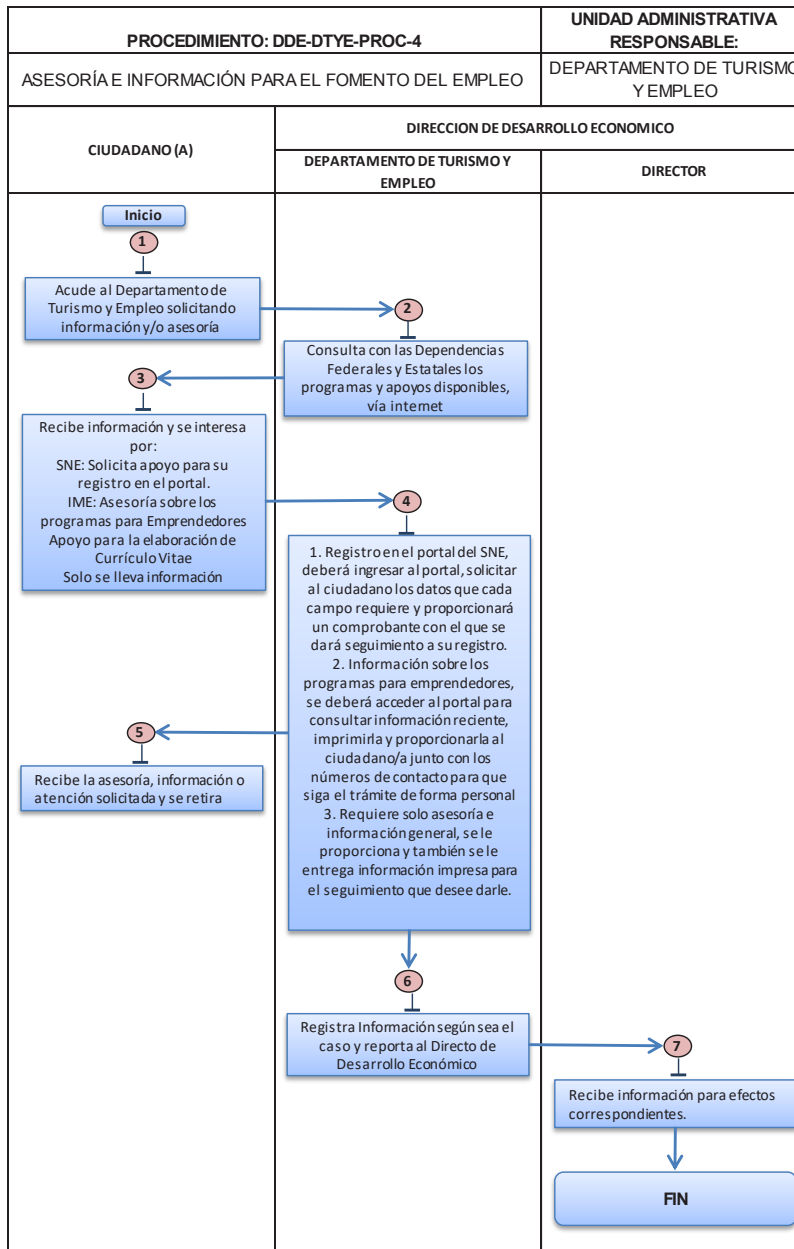 PROCEDIMIENTO: DDE-DTYE-PROC-4
UNIDAD ADMINISTRATIVA
RESPONSABLE:
ASESORÍA E INFORMACIÓN PARA EL FOMENTO DEL EMPLEO
DEPARTAMENTO DE TURISMO
Y EMPLEO
CIUDADANO (A)
DIRECCION DE DESARROLLO ECONOMICO
DEPARTAMENTO DE TURISMO Y
EMPLEO
DIRECTOR
Inicio
1
Acude al Departamento de
Turismo y Empleo solicitando
información y/o asesoría
2
Consulta con las Dependencias
Federales y Estatales los
programas y apoyos disponibles,
vía internet
3
Recibe información y se interesa
por:
SNE: Solicita apoyo para su
registro en el portal.
IME: Asesoría sobre los
programas para Emprendedores
Apoyo para la elaboración de
Currículo Vitae
Solo se lleva información
4
1. Registro en el portal del SNE,
deberá ingresar al portal, solicitar
al ciudadano los datos que cada
campo requiere y proporcionará
un comprobante con el que se
dará seguimiento a su registro.
2. Información sobre los
programas para emprendedores,
se deberá acceder al portal para
consultar información reciente,
imprimirla y proporcionarla al
ciudadano/a junto con los
números de contacto para que
siga el trámite de forma personal
3. Requiere solo asesoría e
información general, se le
proporciona y también se le
entrega información impresa para
el seguimiento que desee darle.
5
Recibe la asesoría, información o
atención solicitada y se retira
6
Registra Información según sea el
caso y reporta al Directo de
Desarrollo Económico
7
Recibe información para efectos
correspondientes.
FIN